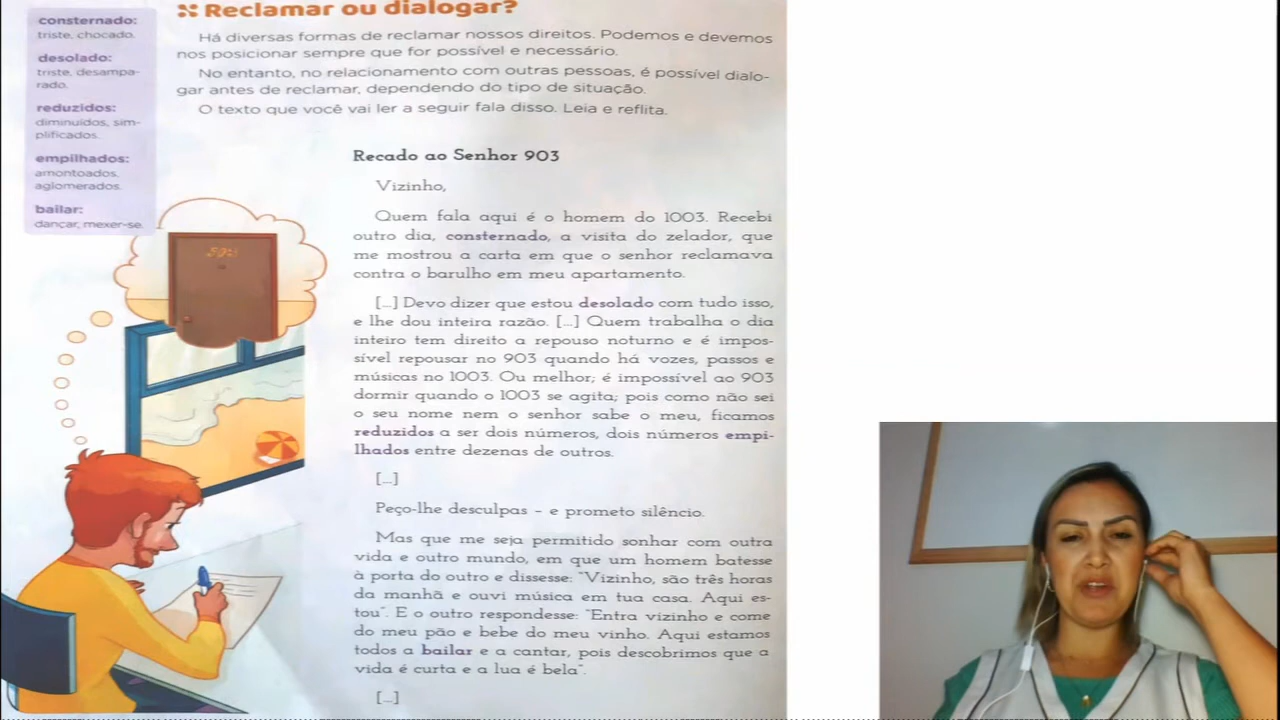 consternado:
triste, chocado.
desolado:
triste, desampa-
rado.
reduzidos:
diminuídos, sim-
plificados.
empilhados:
amontoados,
aglomerados.
bailar:
dançar, mexer-se.
Reclamar ou dialogar?
Há diversas formas de reclamar nossos direitos. Podemos e devemos
nos posicionar sempre que for possível e necessário.
No entanto, no relacionamento com outras pessoas, é possível dialo-
gar antes de reclamar, dependendo do tipo de situação.
O texto que você vai ler a seguir fala disso. Leia e reflita.
Recado ao Senhor 903
Vizinho,
Quem fala aqui é o homem do 1003. Recebi
outro dia, consternado, a visita do zelador, que
me mostrou a carta em que o senhor reclamava
contra o barulho em meu apartamento.
[...] Devo dizer que estou desolado com tudo isso,
e lhe dou inteira razão. [...] Quem trabalha o dia
inteiro tem direito a repouso noturno e é impos-
sível repousar no 903 quando há vozes, passos e
músicas no 1003. Ou melhor; é impossível ao 903
dormir quando o 1003 se agita; pois como não sei
o seu nome nem o senhor sabe o meu, ficamos
reduzidos a ser dois números, dois números empi-
lhados entre dezenas de outros.
[...]
Peço-lhe desculpas – e prometo silêncio.
Mas que me seja permitido sonhar com outra
vida e outro mundo, em que um homem batesse
à porta do outro e dissesse: "Vizinho, são três horas
da manhã e ouvi música em tua casa. Aqui es-
tou". E o outro respondesse: "Entra vizinho e come
do meu pão e bebe do meu vinho. Aqui estamos
todos a bailar e a cantar, pois descobrimos que a
vida é curta e a lua é bela".
[...]